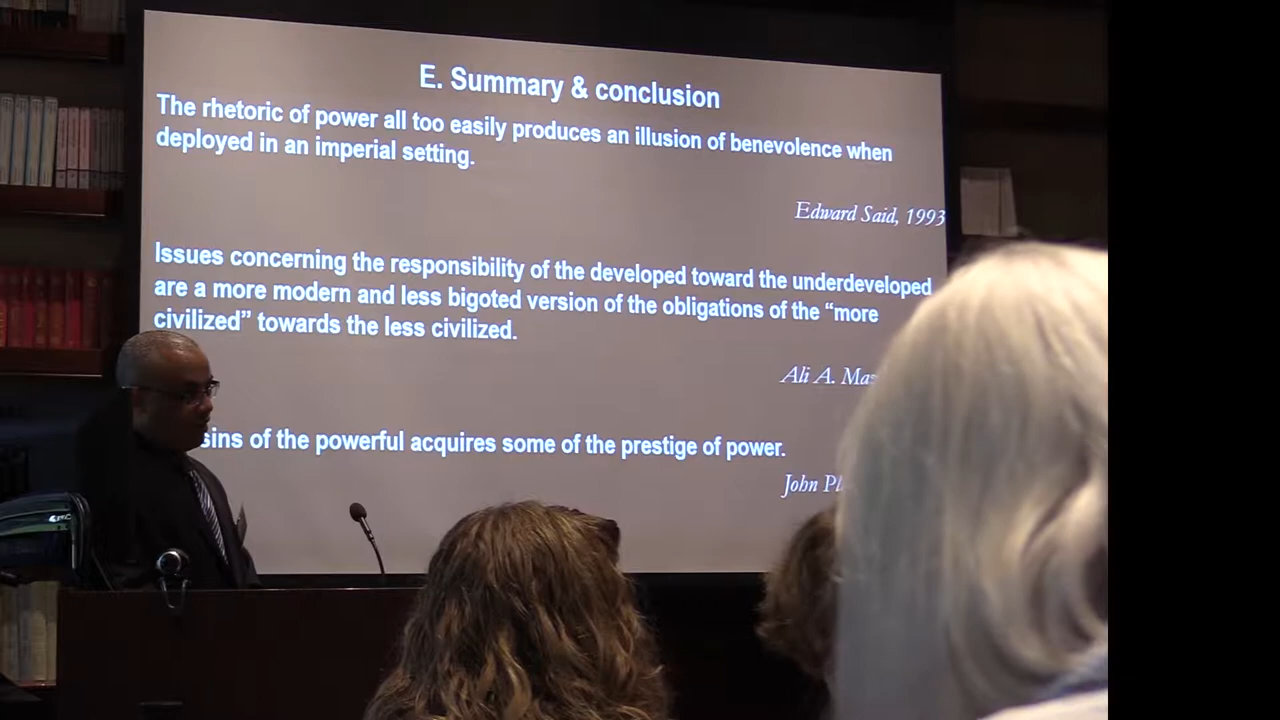 E. Summary & conclusion
The rhetoric of power all too easily produces an illusion of benevolence when
deployed in an imperial setting.
Edward Said, 1993
Issues concerning the responsibility of the developed toward the underdeveloped
are a more modern and less bigoted version of the obligations of the “more
civilized” towards the less civilized.
Ali A.
sins of the powerful acquires some of the prestige of power.
John